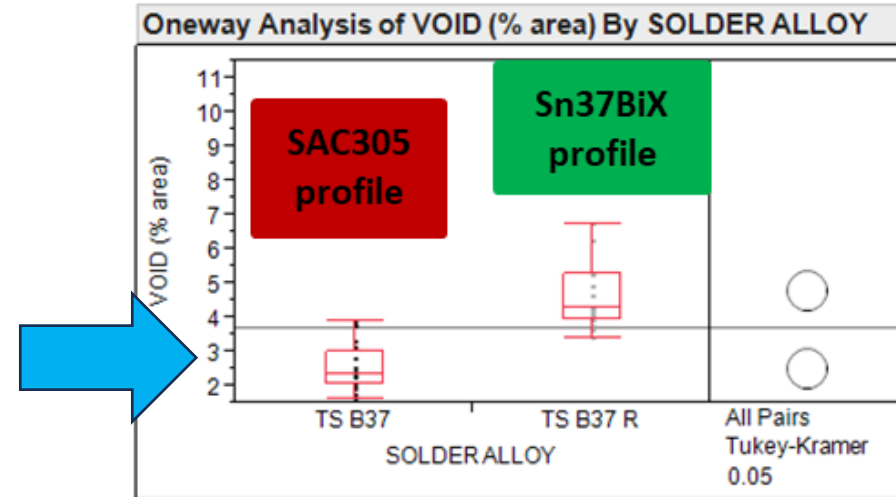 Oneway Analysis of VOID (% area) By SOLDER ALLOY
VOID (% area)
11
10
9
8
7
6
5
4
3
2
SAC305
profile
Sn37BiX
profile
TS B37
TS B37 R
SOLDER ALLOY
All Pairs
Tukey-Kramer
0.05